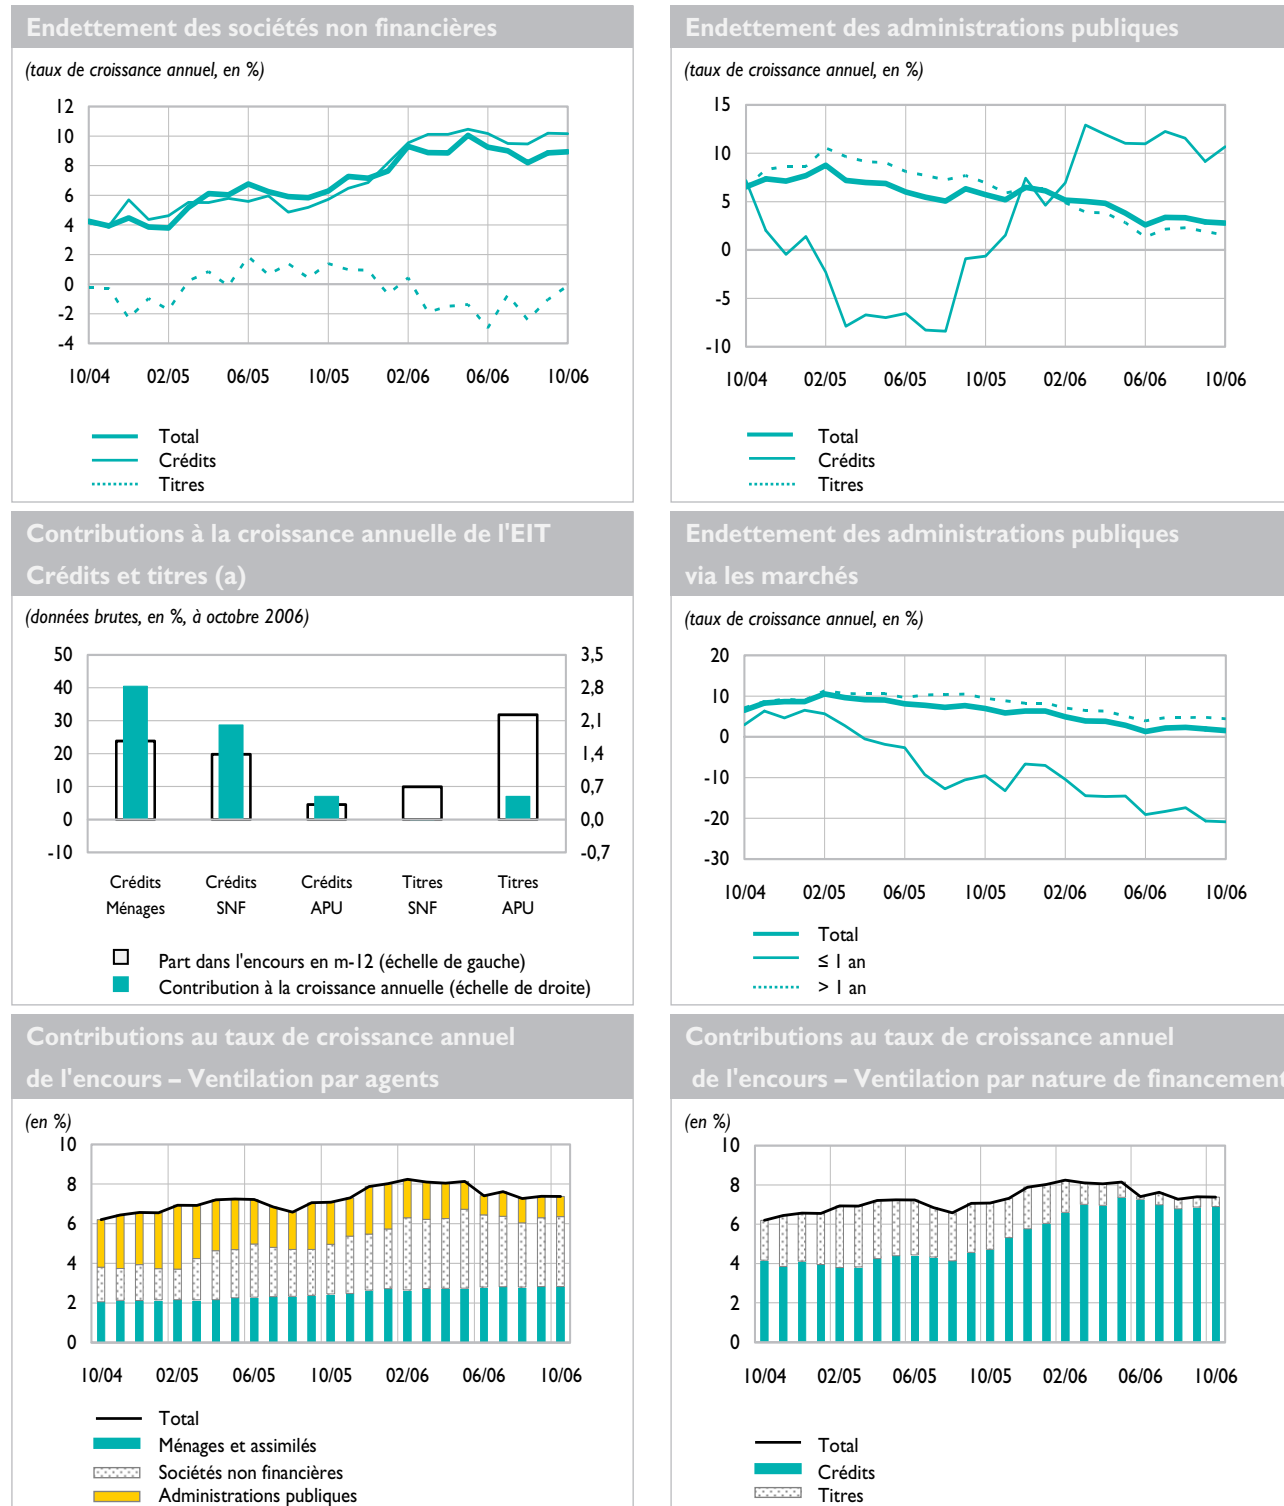 Endettement des sociétés non financières
(taux de croissance annuel, en %)
12
10
8
6
4
2
0
-2
-4
10/04 02/05 06/05 10/05 02/06 06/06 10/06
Total
Crédits
Titres
Endettement des administrations publiques
(taux de croissance annuel, en %)
15
10
5
0
-5
-10
10/04 02/05 06/05 10/05 02/06 06/06 10/06
Total
Crédits
Titres
Contributions à la croissance annuelle de l'EIT
Crédits et titres (a)
(données brutes, en %, à octobre 2006)
50 3,5
40 2,8
30 2,1
20 1,4
10 0,7
0 0,0
-10 -0,7
Crédits Crédits Crédits Titres Titres
Ménages SNF APU SNF APU
Part dans l'encours en m-12 (échelle de gauche)
Contribution à la croissance annuelle (échelle de droite)
Endettement des administrations publiques
via les marchés
(taux de croissance annuel, en %)
20
10
0
-10
-20
-30
10/04 02/05 06/05 10/05 02/06 06/06 10/06
Total
≤ 1 an
> 1 an
Contributions au taux de croissance annuel
de l'encours – Ventilation par agents
(en %)
10
8
6
4
2
0
10/04 02/05 06/05 10/05 02/06 06/06 10/06
Total
Ménages et assimilés
Sociétés non financières
Administrations publiques
Contributions au taux de croissance annuel
de l'encours – Ventilation par nature de financement
(en %)
10
8
6
4
2
0
10/04 02/05 06/05 10/05 02/06 06/06 10/06
Total
Crédits
Titres